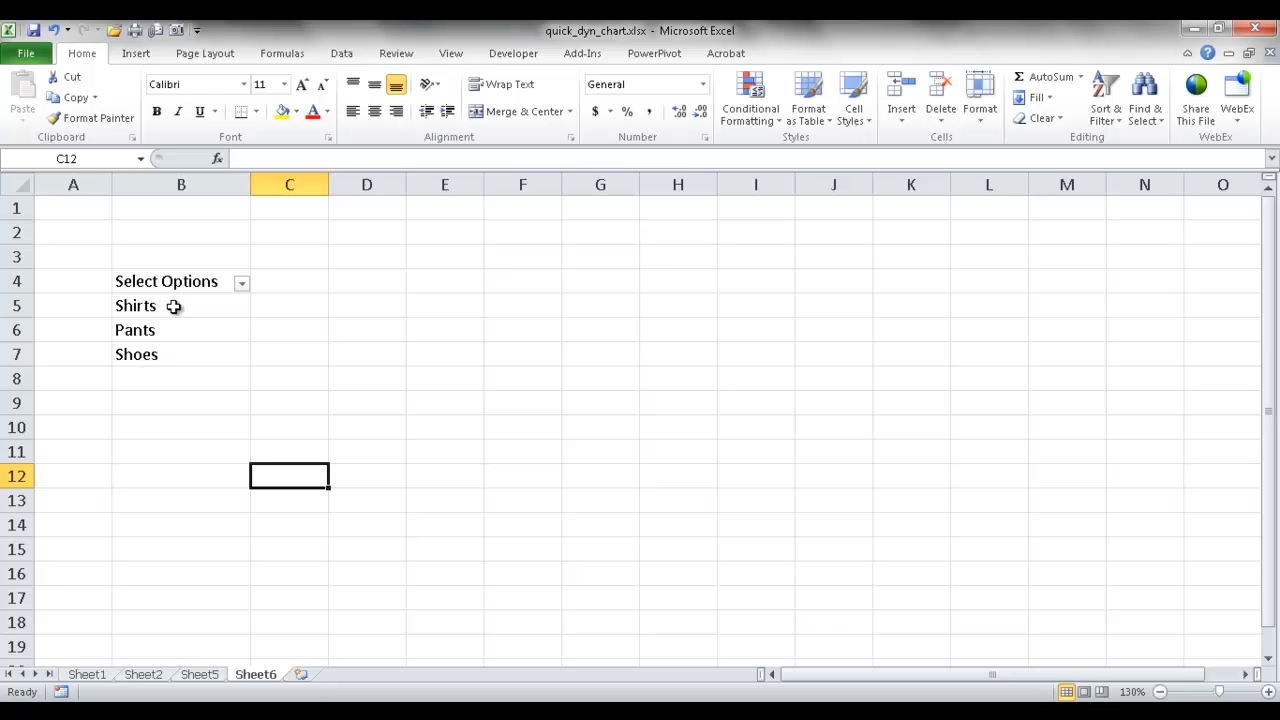 quick_dyn_chart.xlsx - Microsoft Excel
File Home Insert Page Layout Formulas Data Review View Developer Add-Ins PowerPivot Acrobat
Paste
Cut
Copy
Format Painter
Clipboard
Calibri 11
B I U
Font
Wrap Text
Merge & Center
Alignment
General
$ % ,
Number
Conditional Formatting
Format as Table
Cell Styles
Styles
Insert
Delete
Format
Cells
AutoSum
Fill
Clear
Sort & Filter
Find & Select
Editing
Share This File
WebEx
WebEx
C12 fx
A B C D E F G H I J K L M N O
1
2
3
4 Select Options
5 Shirts
6 Pants
7 Shoes
8
9
10
11
12
13
14
15
16
17
18
19
Sheet1 Sheet2 Sheet5 Sheet6
Ready 130%